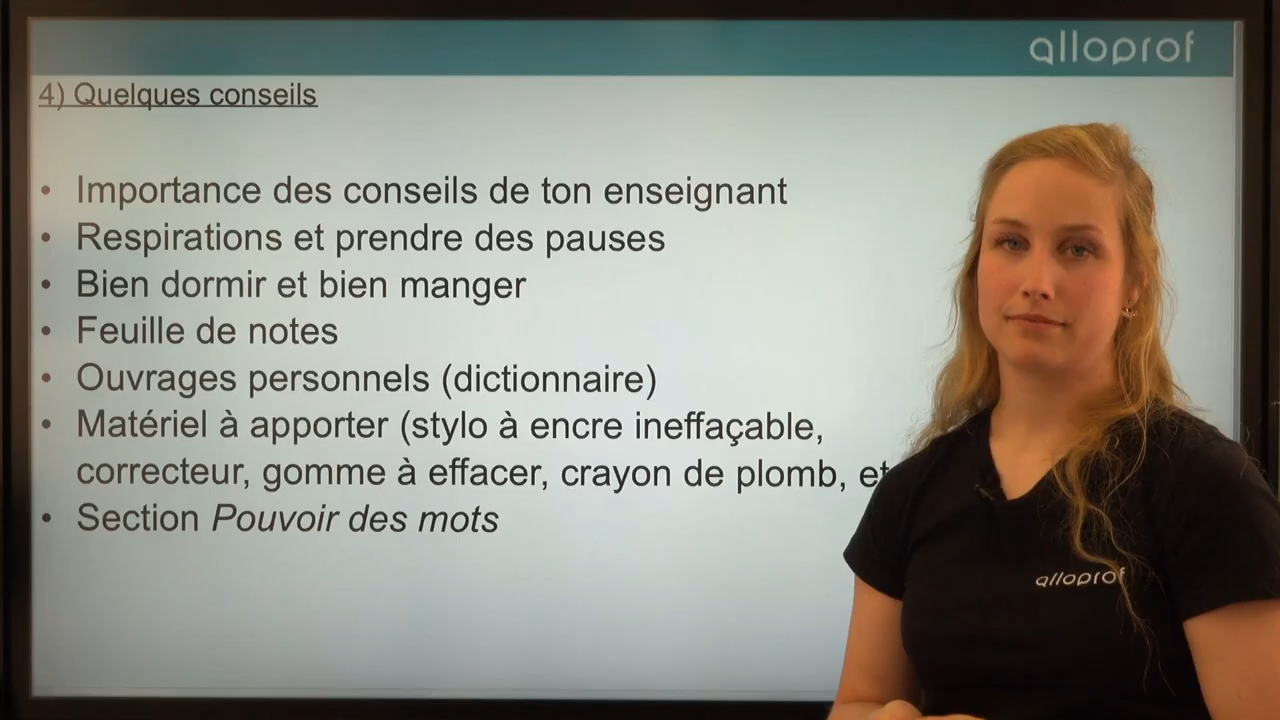 alloprof
4) Quelques conseils
• Importance des conseils de ton enseignant
• Respirations et prendre des pauses
• Bien dormir et bien manger
• Feuille de notes
• Ouvrages personnels (dictionnaire)
• Matériel à apporter (stylo à encre ineffaçable,
correcteur, gomme à effacer, crayon de plomb, et
• Section Pouvoir des mots
alloprof